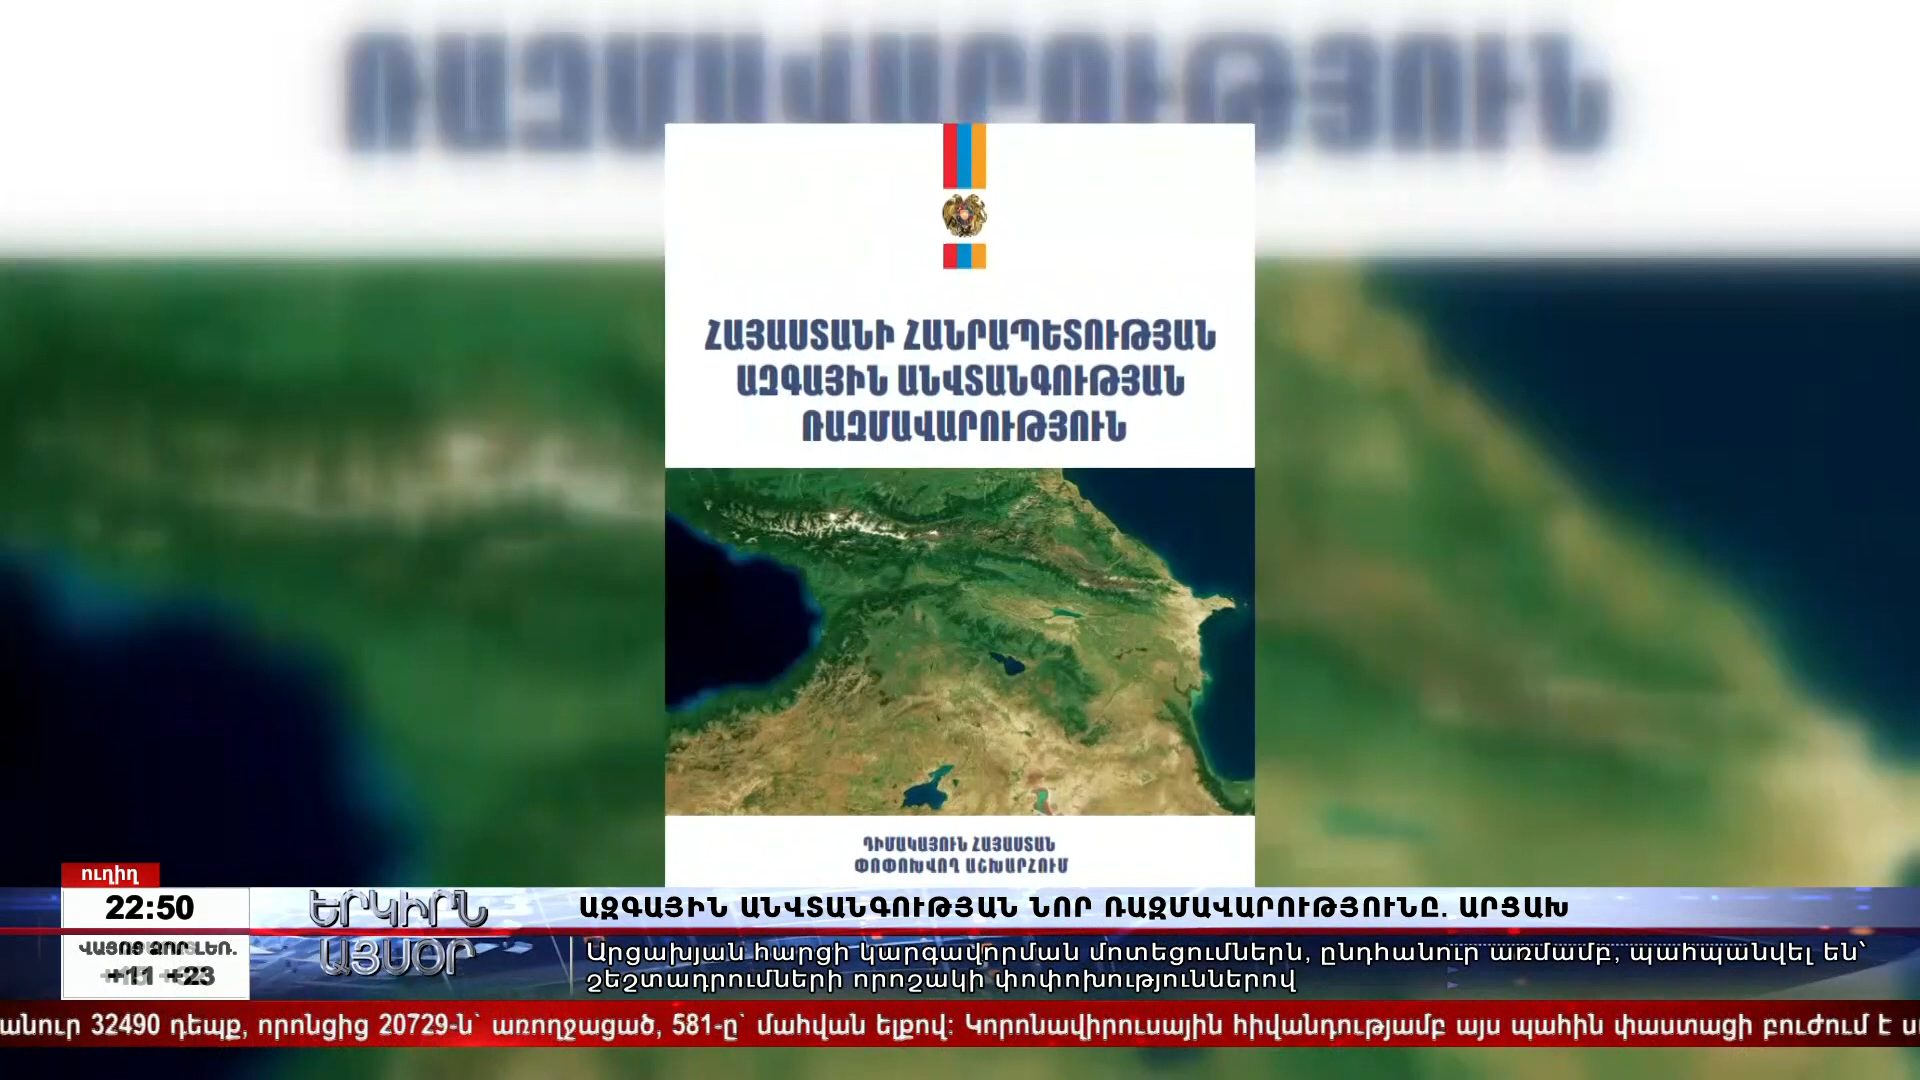 ՌԱԶՄԱՎԱՐՈՒԹՅՈՒՆ
ՀԱՅԱՍՏԱՆԻ ՀԱՆՐԱՊԵՏՈՒԹՅԱՆ
ԱԶԳԱՅԻՆ ԱՆՎՏԱՆԳՈՒԹՅԱՆ
ՌԱԶՄԱՎԱՐՈՒԹՅՈՒՆ
ԴԻՄԱԿԱՅՈՒՆ ՀԱՅԱՍՏԱՆ
ՓՈՓՈԽՎՈՂ ԱՇԽԱՐՀՈՒՄ
ուղիղ
22:50
ԵՐԿԻՐՆ
ԱՅՍՕՐ
ԱԶԳԱՅԻՆ ԱՆՎՏԱՆԳՈՒԹՅԱՆ ՆՈՐ ՌԱԶՄԱՎԱՐՈՒԹՅՈՒՆԸ. ԱՐՑԱԽ
Արցախյան հարցի կարգավորման մոտեցումներն, ընդհանուր առմամբ, պահպանվել են՝
շեշտադրումների որոշակի փոփոխություններով
+23
անուր 32490 դեպք, որոնցից 20729-ն՝ առողջացած, 581-ը՝ մահվան ելքով: Կորոնավիրուսային հիվանդությամբ այս պահին փաստացի բուժում է